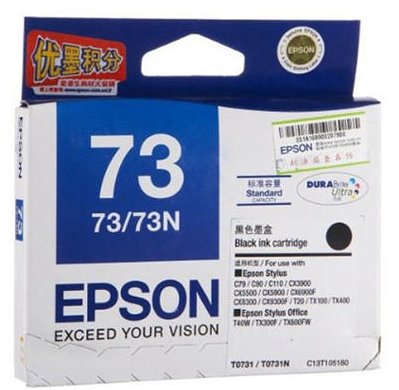 优墨积分
EPSON
73
73/73N
EPSON
EXCEED YOUR VISION
EPSON
标准容量
Standard
CAPACITY
DURABrite
Ultra
黑色墨盒
Black ink cartridge
适用机型/ For use with
Epson Stylus
C79 / C90 / C110 / CX3900
CX5500 / CX5900 / CX6900F
CX8300 / CX9300F / T20 / TX100 / TX400
Epson Stylus Office
T40W / TX300F / TX600FW
T0731 / T0731N
C13T105180